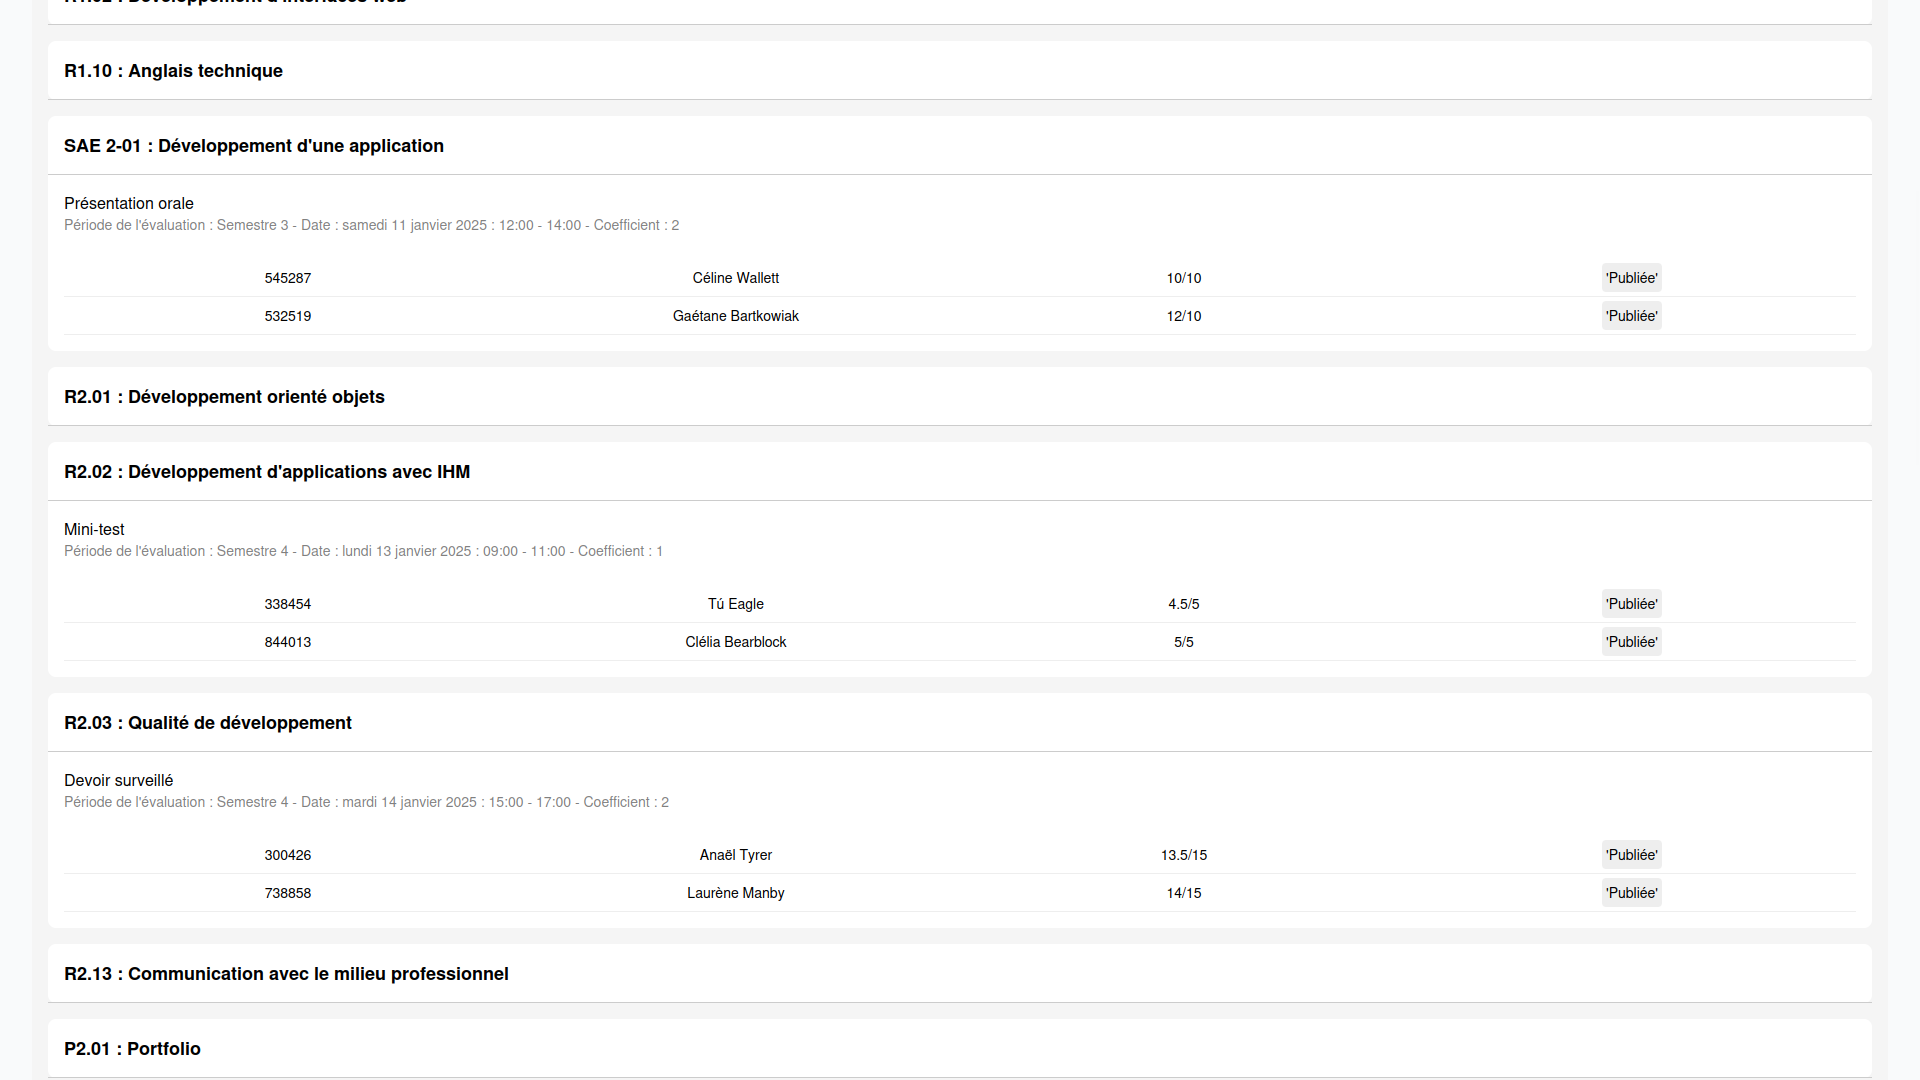 R1.02 : Développement d'interfaces web
R1.10 : Anglais technique
SAE 2-01 : Développement d'une application
Présentation orale
Période de l'évaluation : Semestre 3 - Date : samedi 11 janvier 2025 : 12:00 - 14:00 - Coefficient : 2
545287 Céline Wallett 10/10 'Publiée'
532519 Gaétane Bartkowiak 12/10 'Publiée'
R2.01 : Développement orienté objets
R2.02 : Développement d'applications avec IHM
Mini-test
Période de l'évaluation : Semestre 4 - Date : lundi 13 janvier 2025 : 09:00 - 11:00 - Coefficient : 1
338454 Tú Eagle 4.5/5 'Publiée'
844013 Clélia Bearblock 5/5 'Publiée'
R2.03 : Qualité de développement
Devoir surveillé
Période de l'évaluation : Semestre 4 - Date : mardi 14 janvier 2025 : 15:00 - 17:00 - Coefficient : 2
300426 Anaël Tyrer 13.5/15 'Publiée'
738858 Laurène Manby 14/15 'Publiée'
R2.13 : Communication avec le milieu professionnel
P2.01 : Portfolio